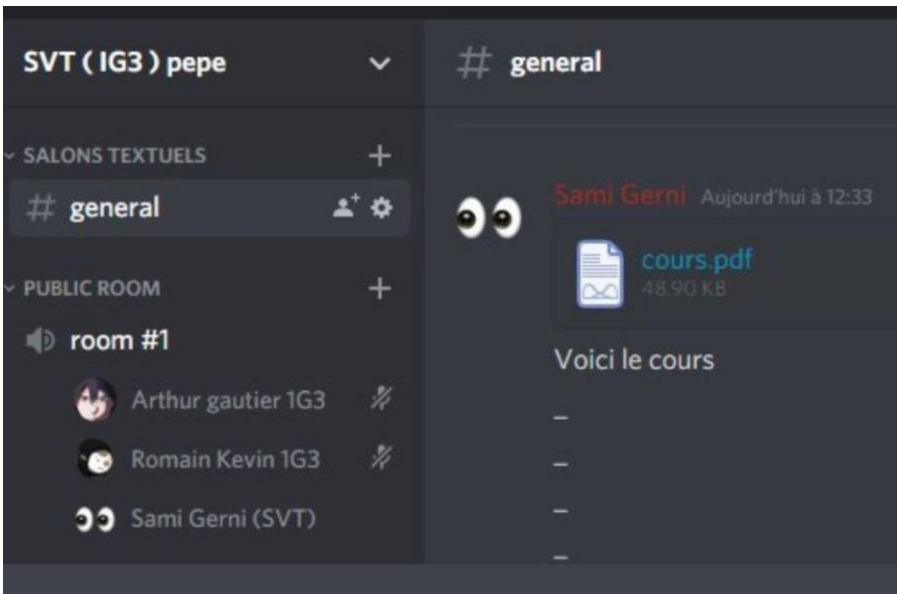 SVT ( IG3 ) pepe
SALONS TEXTUELS
# general
PUBLIC ROOM
room #1
Arthur gautier 1G3
Romain Kevin 1G3
Sami Gerni (SVT)
# general
Sami Gerni Aujourd'hui à 12:33
cours.pdf
48.90 KB
Voici le cours
–
–
–
–